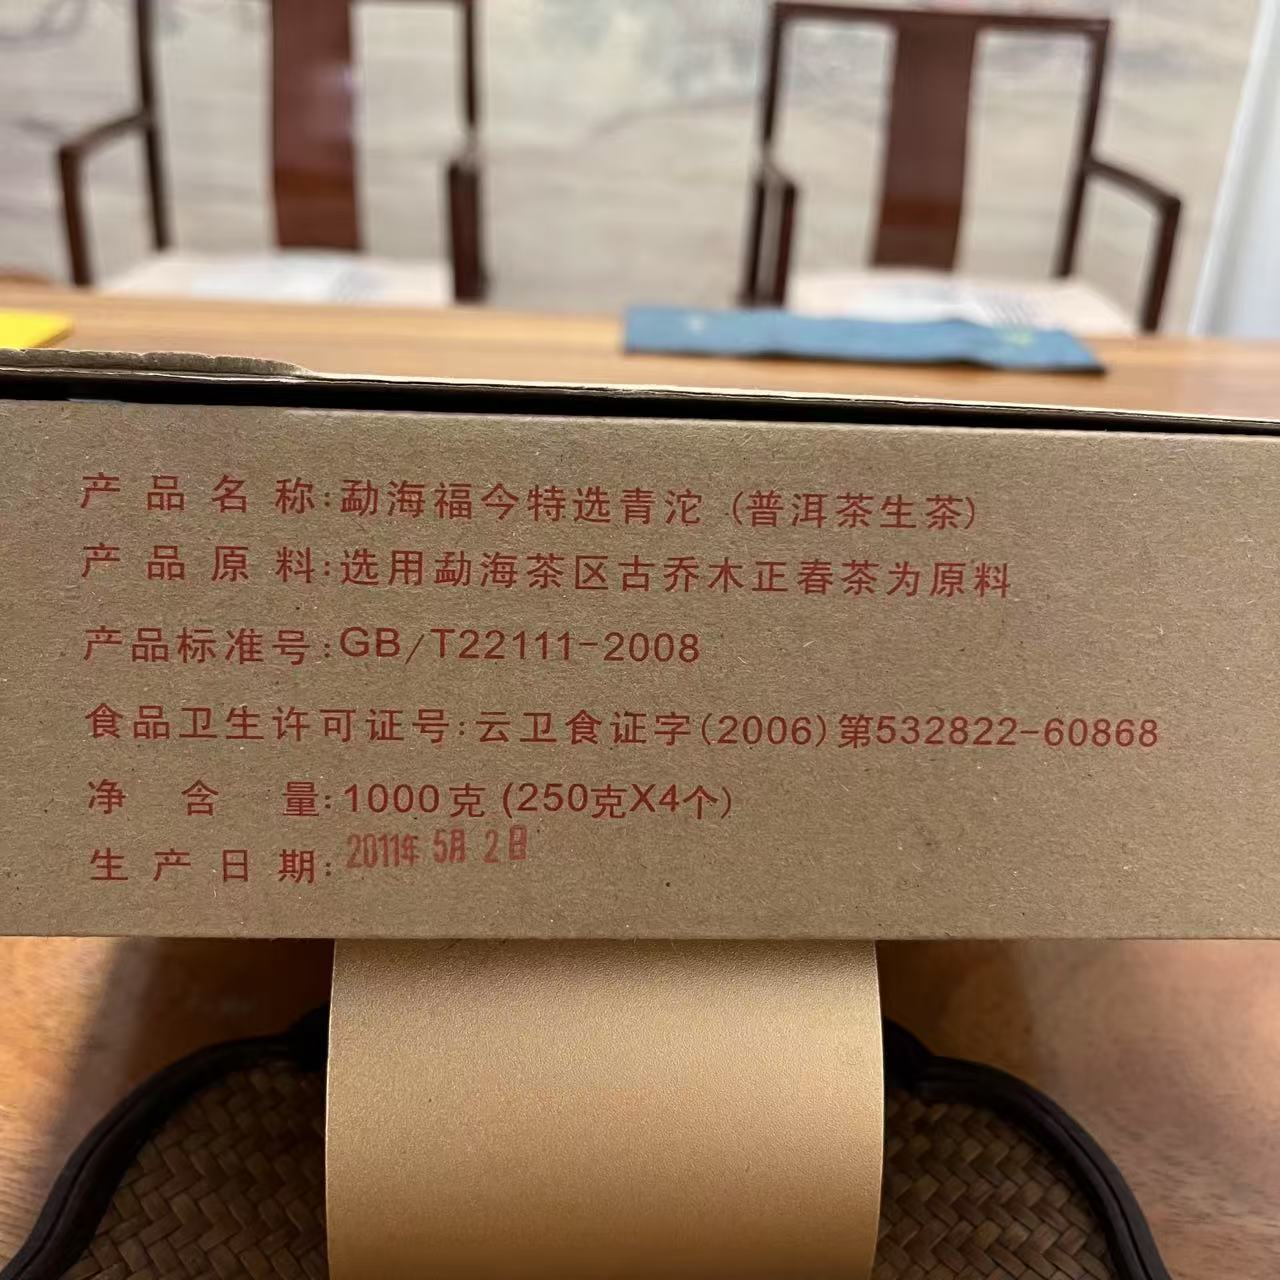 产品名称:勐海福今特选青沱 (普洱茶生茶)
产品原料:选用勐海茶区古乔木正春茶为原料
产品标准号:GB/T22111-2008
食品卫生许可证号:云卫食证字(2006)第532822-60868
净含量:1000克 (250克X4个)
生产日期:2011年 5月 2日